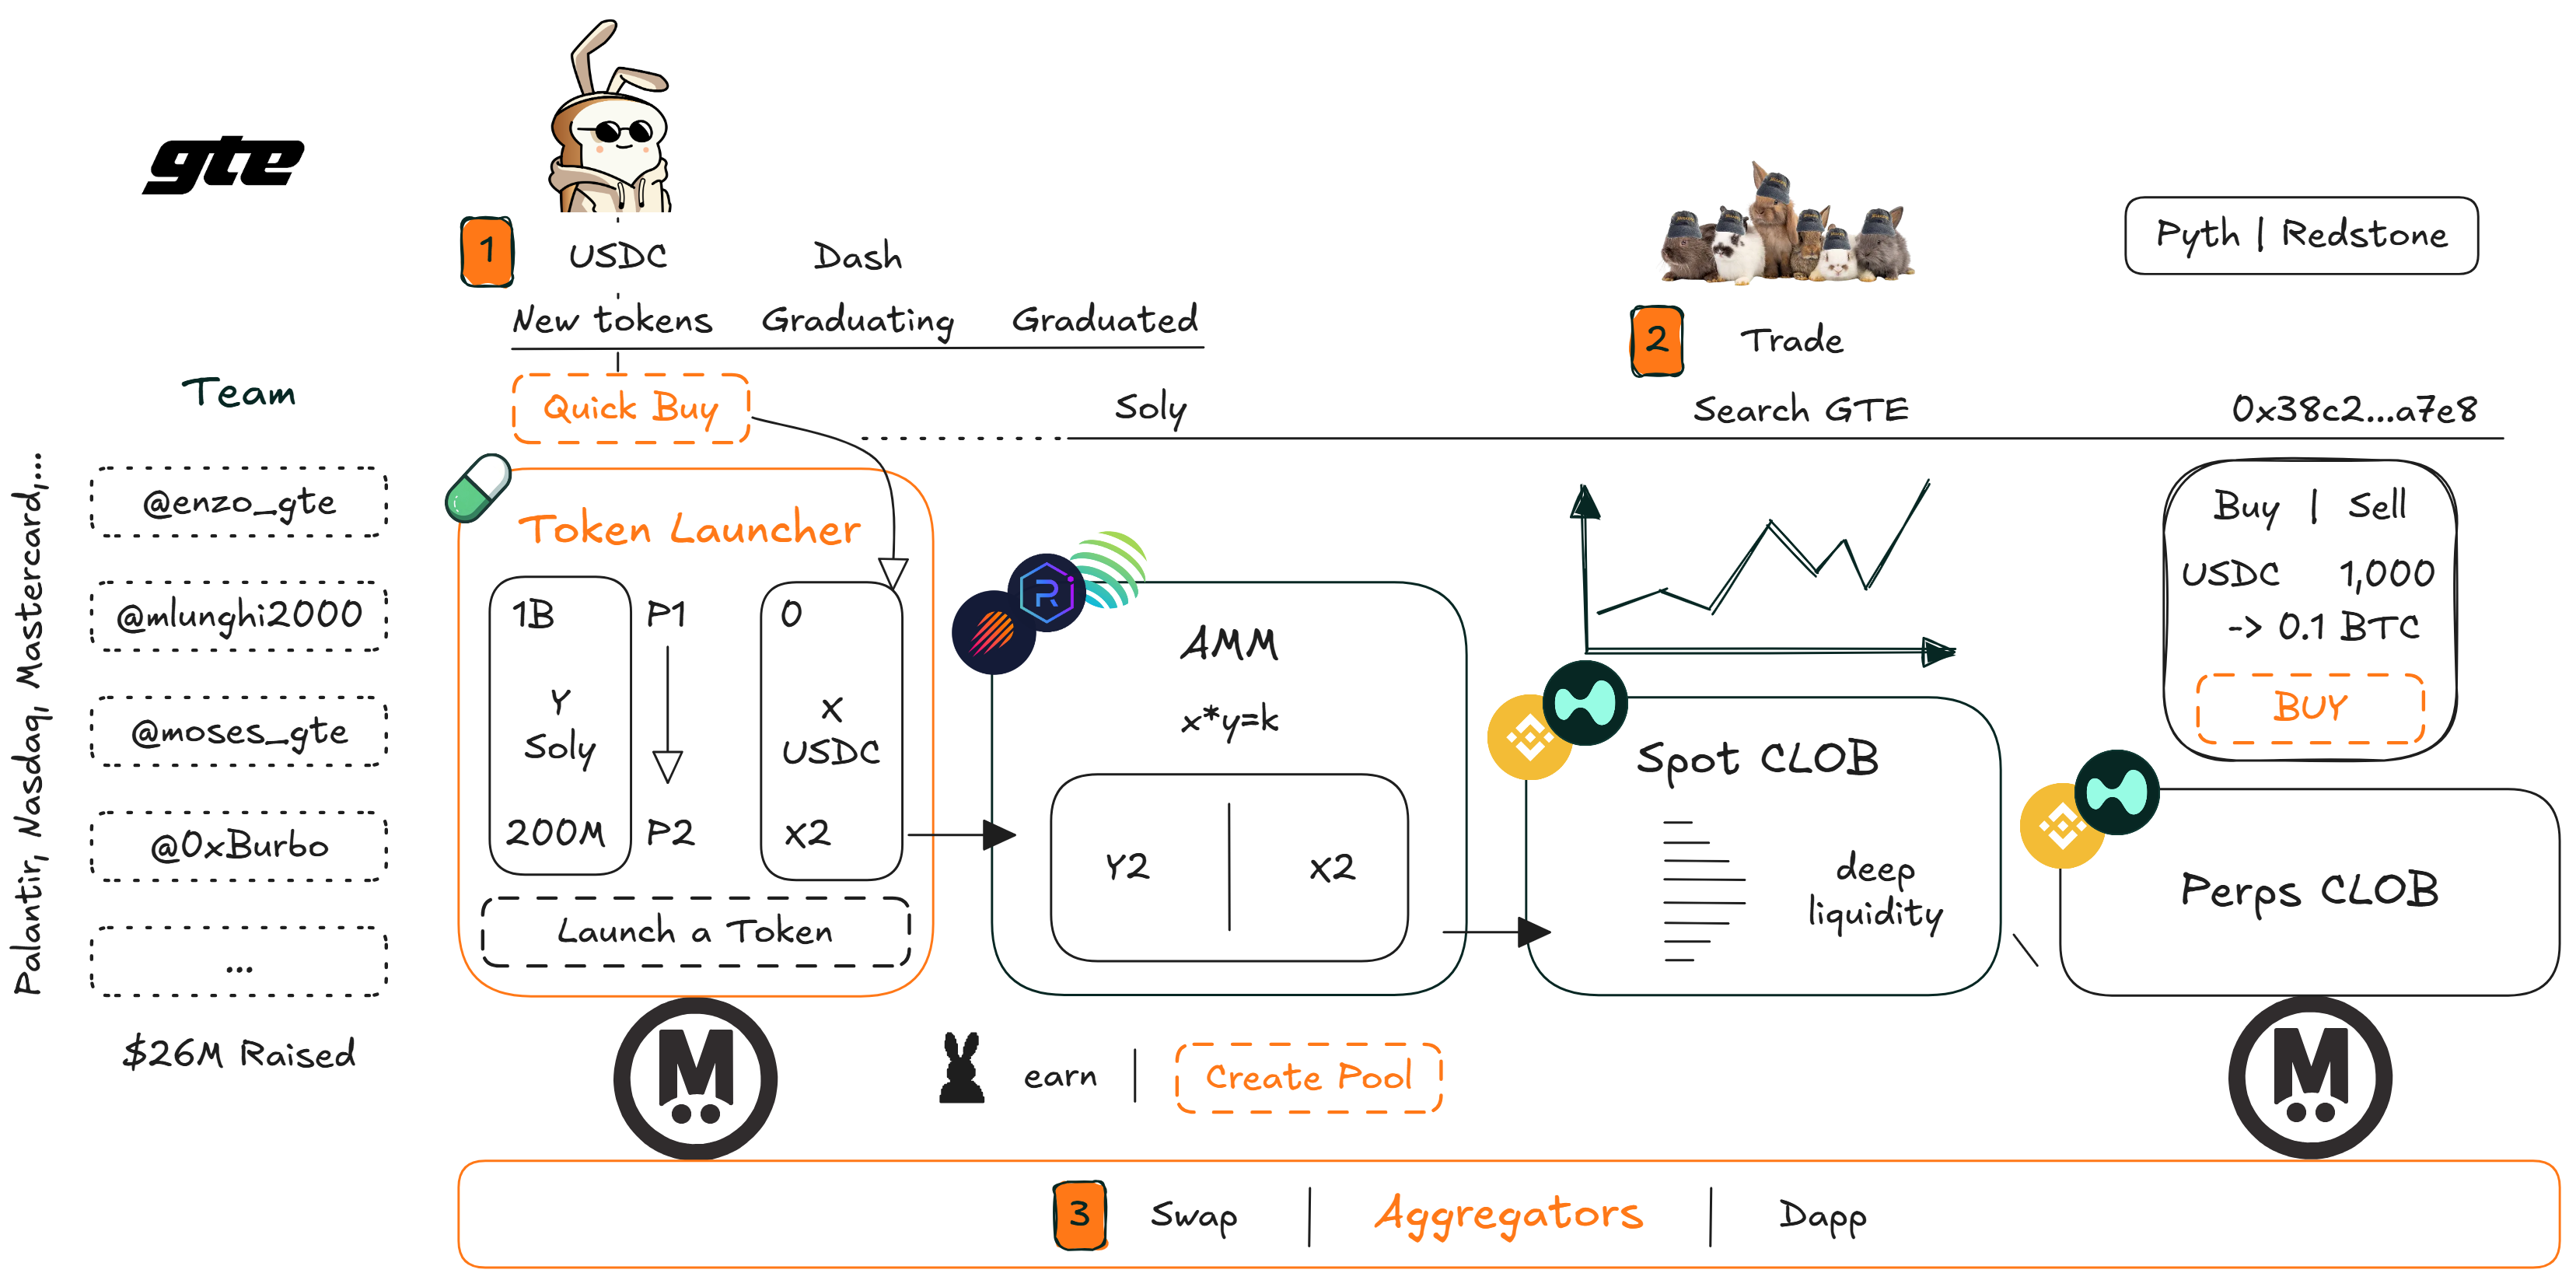 gte
1
USDC
Dash
New tokens
Graduating
Graduated
Quick Buy
Soly
2
Trade
Search GTE
0x38c2...a7e8
Pyth | Redstone
Team
Palantir, Nasdaq, Mastercard,...
@enzo_gte
@mlunghi2000
@moses_gte
@0xBurbo
...
$26M Raised
Token Launcher
1B
Y
Soly
200M
P1
P2
0
X
USDC
X2
Launch a Token
AMM
x*y=k
Y2
X2
Spot CLOB
deep
liquidity
Buy | Sell
USDC 1,000
-> 0.1 BTC
BUY
Perps CLOB
M
earn
Create Pool
M
3
Swap
Aggregators
Dapp
R